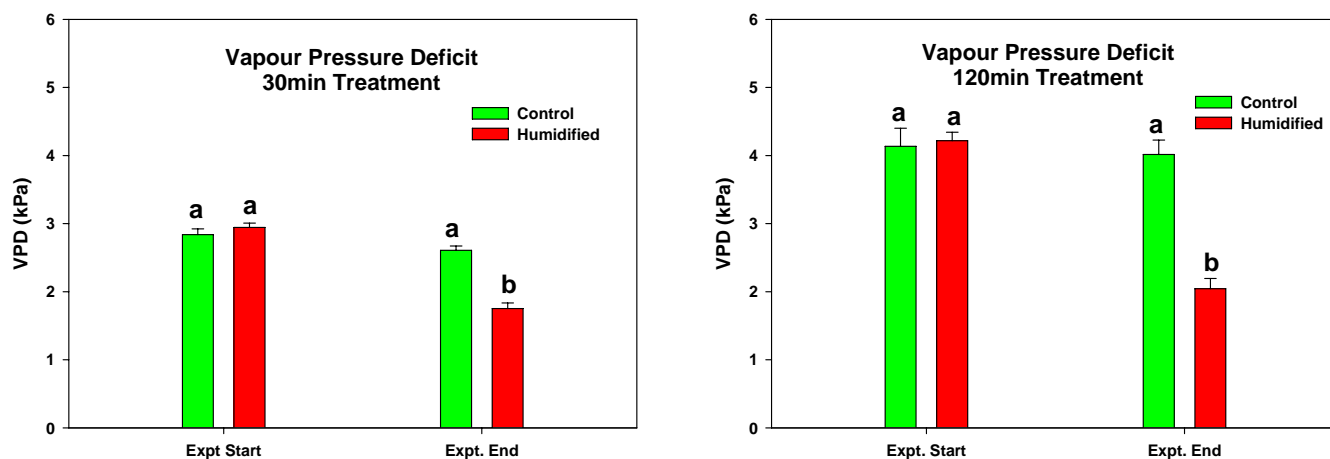 Vapour Pressure Deficit
30min Treatment
Control
Humidified
VPD (kPa)
6
5
4
3
2
1
0
a
a
a
b
Expt Start
Expt. End
Vapour Pressure Deficit
120min Treatment
Control
Humidified
VPD (kPa)
6
5
4
3
2
1
0
a
a
a
b
Expt. Start
Expt. End